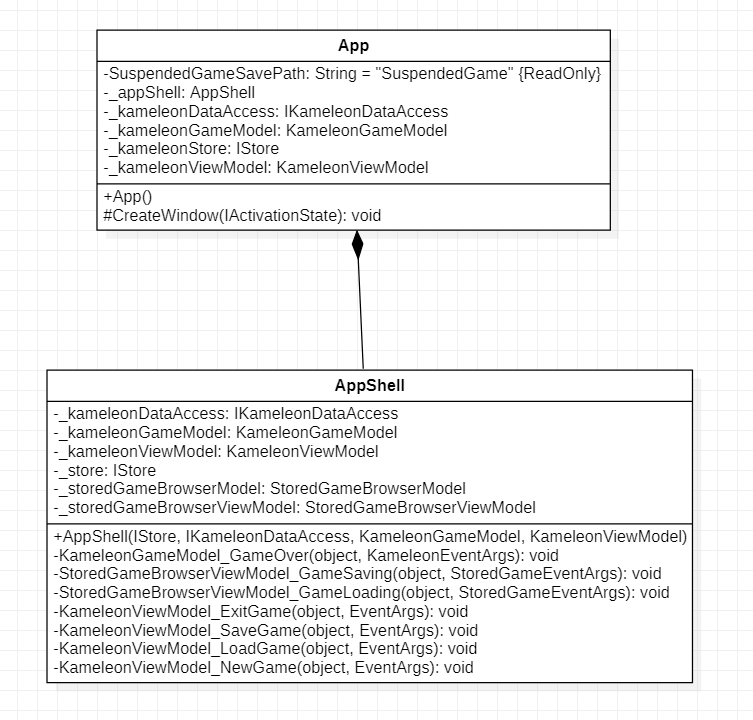 App
-SuspendedGameSavePath: String = "SuspendedGame" {ReadOnly}
-_appShell: AppShell
-_kameleonDataAccess: IKameleonDataAccess
-_kameleonGameModel: KameleonGameModel
-_kameleonStore: IStore
-_kameleonViewModel: KameleonViewModel
+App()
#CreateWindow(IActivationState): void
AppShell
-_kameleonDataAccess: IKameleonDataAccess
-_kameleonGameModel: KameleonGameModel
-_kameleonViewModel: KameleonViewModel
-_store: IStore
-_storedGameBrowserModel: StoredGameBrowserModel
-_storedGameBrowserViewModel: StoredGameBrowserViewModel
+AppShell(IStore, IKameleonDataAccess, KameleonGameModel, KameleonViewModel)
-KameleonGameModel_GameOver(object, KameleonEventArgs): void
-StoredGameBrowserViewModel_GameSaving(object, StoredGameEventArgs): void
-StoredGameBrowserViewModel_GameLoading(object, StoredGameEventArgs): void
-KameleonViewModel_ExitGame(object, EventArgs): void
-KameleonViewModel_SaveGame(object, EventArgs): void
-KameleonViewModel_LoadGame(object, EventArgs): void
-KameleonViewModel_NewGame(object, EventArgs): void